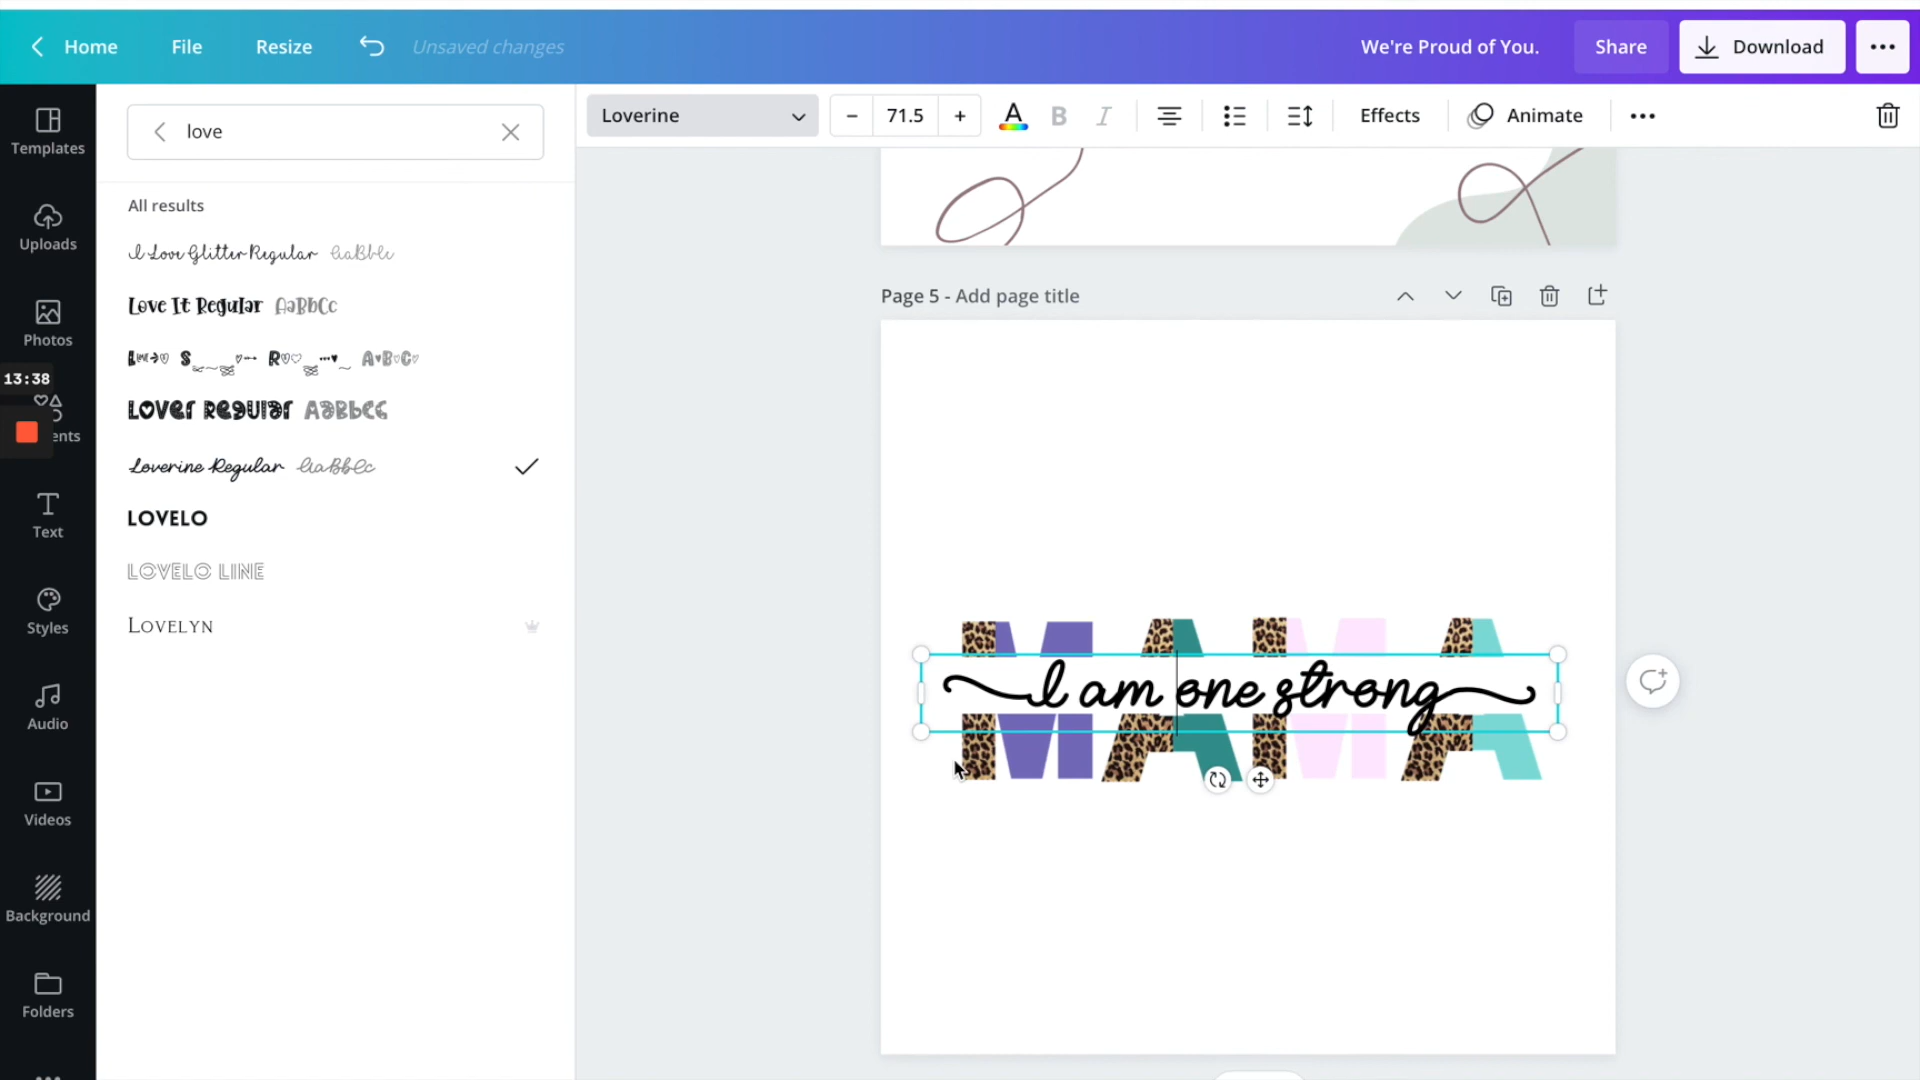 Home File Resize Unsaved changes We're Proud of You. Share Download
Templates
Uploads
Photos
13:38
ents
Text
Styles
Audio
Videos
Background
Folders
love
All results
I Love Glitter Regular AaBbCc
Love It Regular AaBbCc
Lover Regular AaBbCc
Loverine Regular AaBbCc
LOVELO
LOVELO LINE
LOVELYN
Loverine 71.5 A B I Effects Animate
Page 5 - Add page title
MAMA
I am one strong